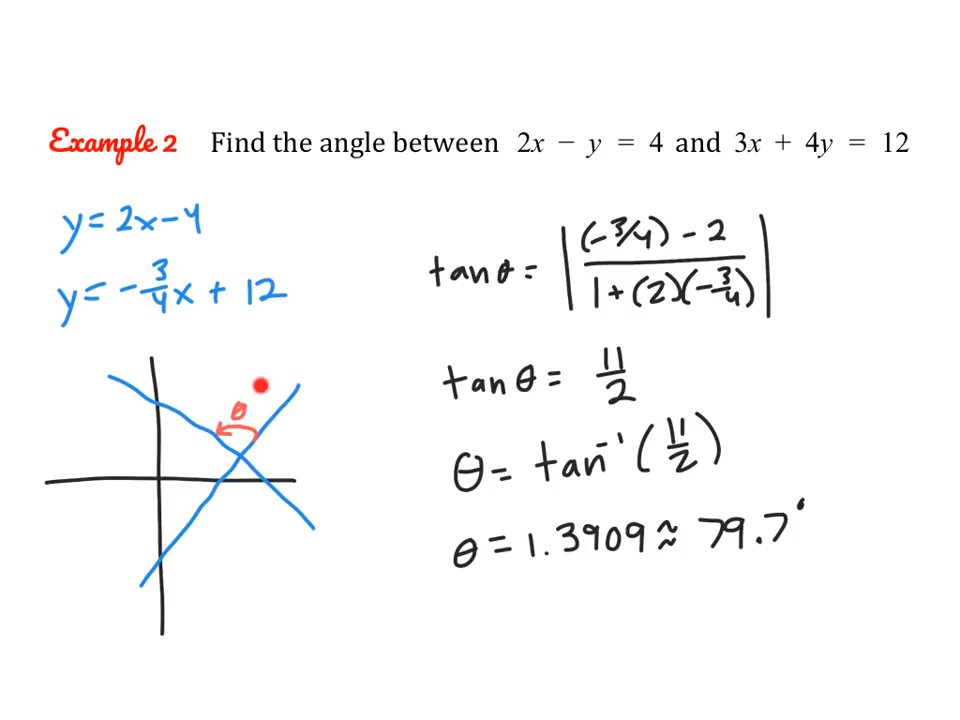 Example 2 Find the angle between 2x − y = 4 and 3x + 4y = 12
y = 2x - 4
y = -3/4x + 12
θ
tan θ = |(-3/4) - 2 / 1 + (2)(-3/4)|
tan θ = 11/2
θ = tan⁻¹(11/2)
θ = 1.3909 ≈ 79.7°